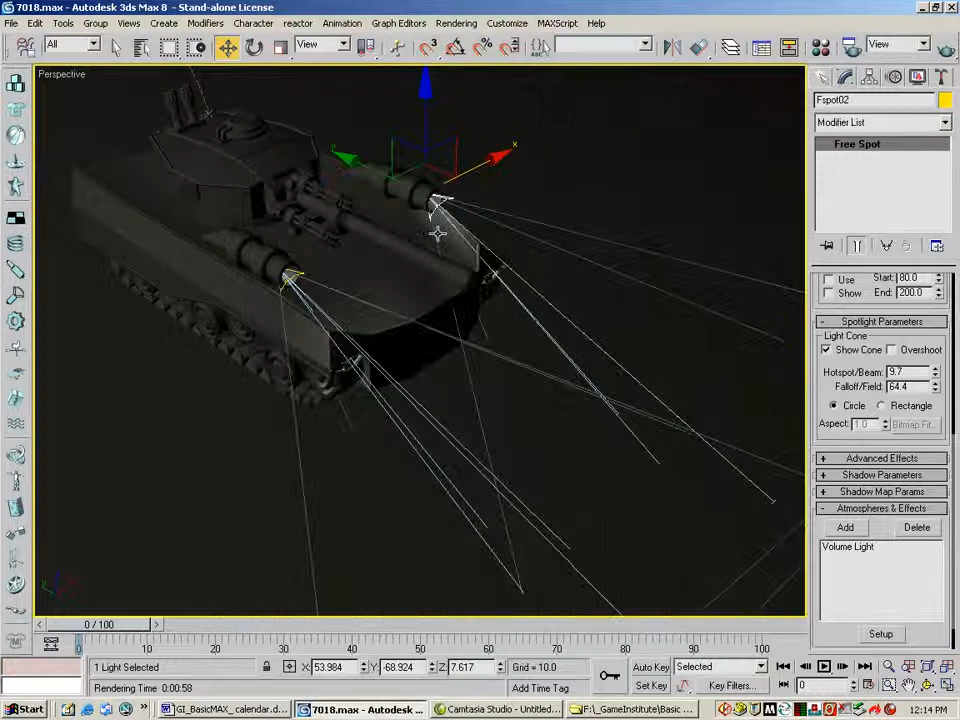 7018.max - Autodesk 3ds Max 8 - Stand-alone License
File Edit Tools Group Views Create Modifiers Character reactor Animation Graph Editors Rendering Customize MAXScript Help
All View View
Perspective
z
x
Fspot02
Modifier List
Free Spot
Use Start: 80.0
Show End: 200.0
- Spotlight Parameters
Light Cone
Show Cone Overshoot
Hotspot/Beam: 9.7
Falloff/Field: 64.4
Circle Rectangle
Aspect: 1.0 Bitmap Fit...
+ Advanced Effects
+ Shadow Parameters
+ Shadow Map Params
- Atmospheres & Effects
Add Delete
Volume Light
Setup
0 / 100
10 20 30 40 50 60 70 80 90 100
1 Light Selected X: 53.984 Y: -68.924 Z: 7.617 Grid = 10.0 Auto Key Selected
Rendering Time 0:00:58 Add Time Tag Set Key Key Filters... 0
Start GI_BasicMAX_calendar.d... 7018.max - Autodesk ... Camtasia Studio - Untitled... F:\_GameInstitute\Basic ... 12:14 PM